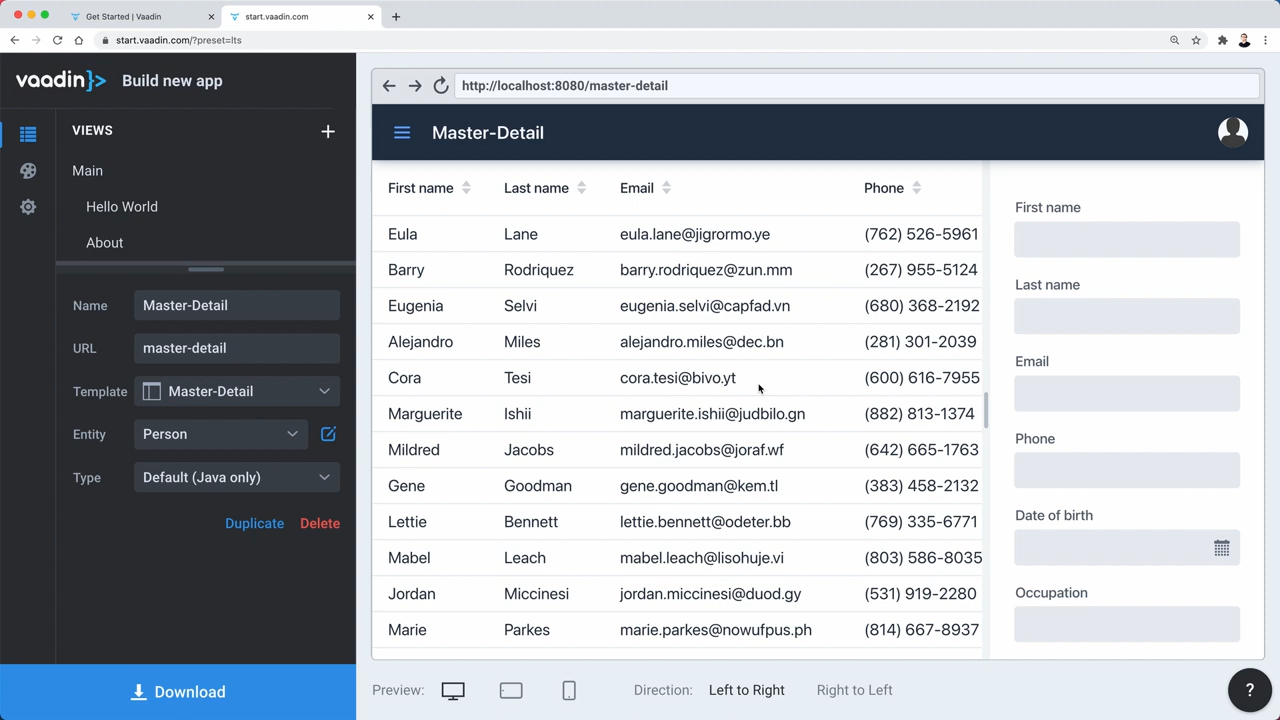 Get Started | Vaadin
start.vaadin.com
start.vaadin.com/?preset=lts
vaadin}> Build new app
VIEWS
Main
Hello World
About
Name Master-Detail
URL master-detail
Template Master-Detail
Entity Person
Type Default (Java only)
Duplicate Delete
Download
http://localhost:8080/master-detail
Master-Detail
First name Last name Email Phone
Eula Lane eula.lane@jigrormo.ye (762) 526-5961
Barry Rodriquez barry.rodriquez@zun.mm (267) 955-5124
Eugenia Selvi eugenia.selvi@capfad.vn (680) 368-2192
Alejandro Miles alejandro.miles@dec.bn (281) 301-2039
Cora Tesi cora.tesi@bivo.yt (600) 616-7955
Marguerite Ishii marguerite.ishii@judbilo.gn (882) 813-1374
Mildred Jacobs mildred.jacobs@joraf.wf (642) 665-1763
Gene Goodman gene.goodman@kem.tl (383) 458-2132
Lettie Bennett lettie.bennett@odeter.bb (769) 335-6771
Mabel Leach mabel.leach@lisohuje.vi (803) 586-8035
Jordan Miccinesi jordan.miccinesi@duod.gy (531) 919-2280
Marie Parkes marie.parkes@nowufpus.ph (814) 667-8937
First name
Last name
Email
Phone
Date of birth
Occupation
Preview: Direction: Left to Right Right to Left
?